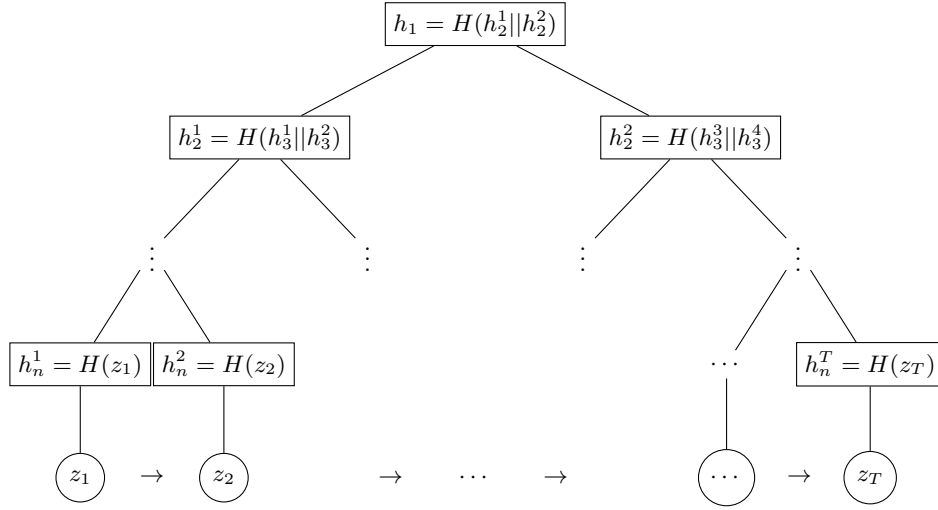 h_1 = H(h_2^1||h_2^2)
h_2^1 = H(h_3^1||h_3^2) h_2^2 = H(h_3^3||h_3^4)
⋮ ⋮ ⋮ ⋮
h_n^1 = H(z_1) h_n^2 = H(z_2) ⋯ h_n^T = H(z_T)
z_1 → z_2 → ⋯ → ⋯ → z_T